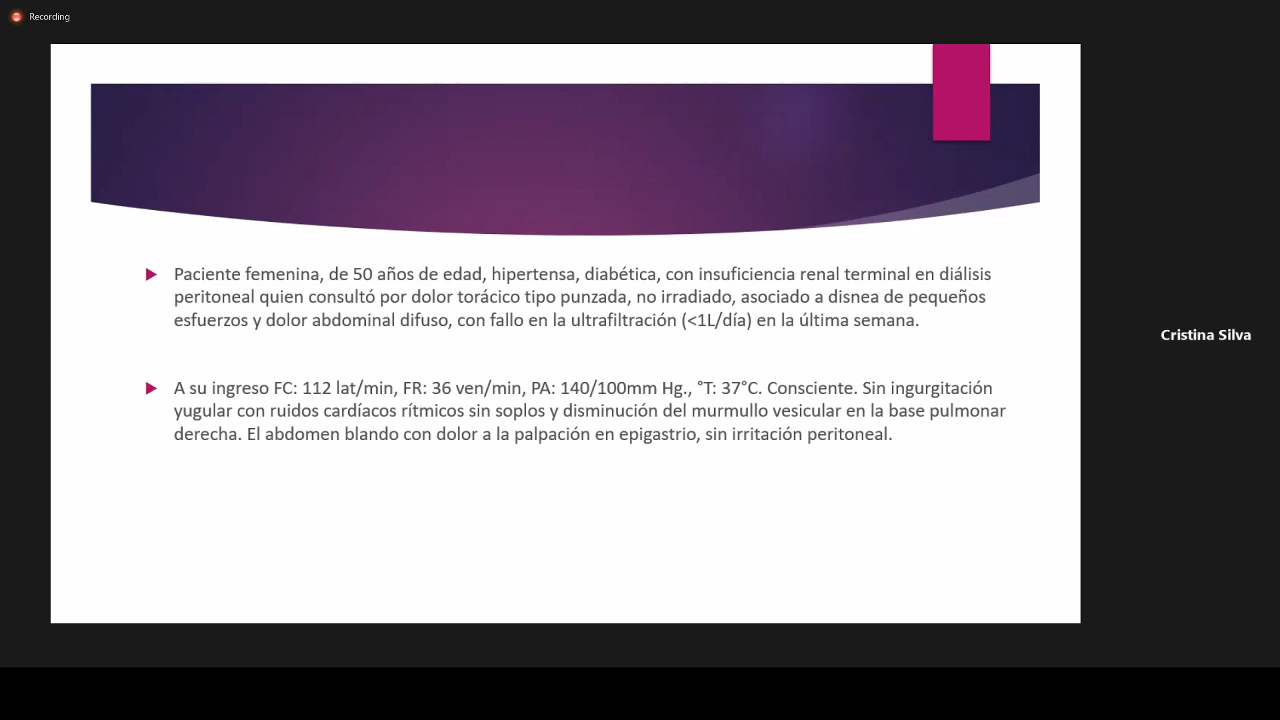 Recording
Paciente femenina, de 50 años de edad, hipertensa, diabética, con insuficiencia renal terminal en diálisis
peritoneal quien consultó por dolor torácico tipo punzada, no irradiado, asociado a disnea de pequeños
esfuerzos y dolor abdominal difuso, con fallo en la ultrafiltración (<1L/día) en la última semana.
Cristina Silva
A su ingreso FC: 112 lat/min, FR: 36 ven/min, PA: 140/100mm Hg., °T: 37°C. Consciente. Sin ingurgitación
yugular con ruidos cardíacos rítmicos sin soplos y disminución del murmullo vesicular en la base pulmonar
derecha. El abdomen blando con dolor a la palpación en epigastrio, sin irritación peritoneal.